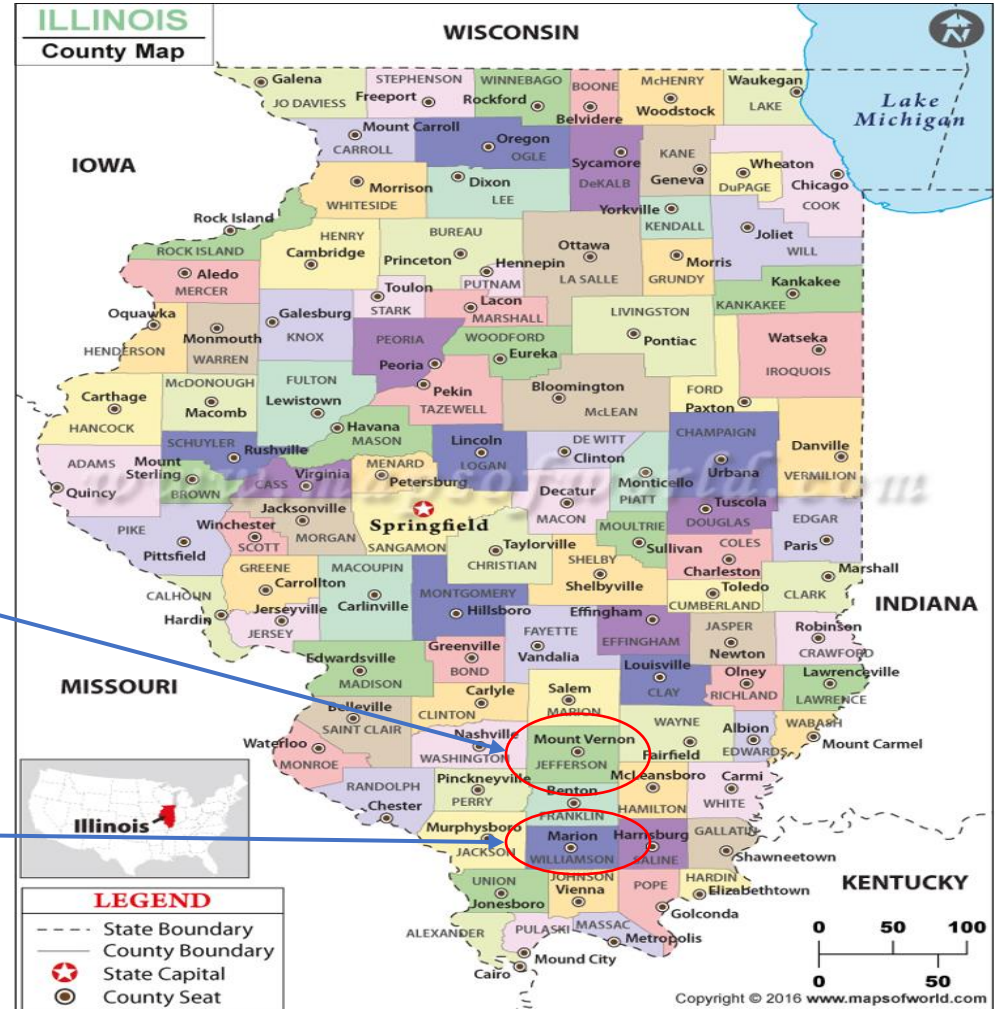 ILLINOIS
County Map
WISCONSIN
N
Lake
Michigan
IOWA
Galena
JO DAVIESS
STEPHENSON
Freeport
WINNEBAGO
Rockford
BOONE
Belvidere
McHENRY
Woodstock
Waukegan
LAKE
Mount Carroll
CARROLL
Oregon
OGLE
Sycamore
DeKALB
KANE
Geneva
Wheaton
DuPAGE
Chicago
COOK
Morrison
WHITESIDE
Dixon
LEE
Yorkville
KENDALL
Joliet
WILL
Rock Island
ROCK ISLAND
HENRY
Cambridge
BUREAU
Princeton
Hennepin
PUTNAM
Ottawa
LA SALLE
Morris
GRUNDY
Kankakee
KANKAKEE
Aledo
MERCER
Toulon
STARK
Lacon
MARSHALL
LIVINGSTON
Pontiac
Oquawka
HENDERSON
Monmouth
WARREN
Galesburg
KNOX
PEORIA
Peoria
WOODFORD
Eureka
Watseka
IROQUOIS
Carthage
HANCOCK
McDONOUGH
Macomb
FULTON
Lewistown
Pekin
TAZEWELL
Bloomington
McLEAN
FORD
Paxton
Havana
MASON
SCHUYLER
Rushville
Lincoln
LOGAN
DE WITT
Clinton
CHAMPAIGN
Urbana
Danville
VERMILION
ADAMS
Quincy
Mount
Sterling
BROWN
CASS
Virginia
MENARD
Petersburg
Monticello
PIATT
Decatur
MACON
www.mapsofworld.com
PIKE
Pittsfield
Winchester
SCOTT
Jacksonville
MORGAN
Springfield
SANGAMON
Taylorville
CHRISTIAN
MOULTRIE
Sullivan
Tuscola
DOUGLAS
EDGAR
Paris
COLES
Charleston
GREENE
Carrollton
MACOUPIN
Carlinville
MONTGOMERY
Hillsboro
SHELBY
Shelbyville
Toledo
CUMBERLAND
Marshall
CLARK
INDIANA
CALHOUN
Hardin
Jerseyville
JERSEY
Effingham
EFFINGHAM
JASPER
Newton
Robinson
CRAWFORD
FAYETTE
Vandalia
Greenville
BOND
Edwardsville
MADISON
MISSOURI
Louisville
CLAY
Olney
RICHLAND
Lawrenceville
LAWRENCE
Belleville
SAINT CLAIR
Carlyle
CLINTON
Salem
MARION
WAYNE
Fairfield
Albion
EDWARDS
WABASH
Mount Carmel
Waterloo
MONROE
Nashville
WASHINGTON
Mount Vernon
JEFFERSON
RANDOLPH
Chester
Pinckneyville
PERRY
Benton
FRANKLIN
McLeansboro
HAMILTON
Carmi
WHITE
Illinois
Murphysboro
JACKSON
Marion
WILLIAMSON
Harrisburg
SALINE
GALLATIN
Shawneetown
UNION
Jonesboro
JOHNSON
Vienna
POPE
Golconda
HARDIN
Elizabethtown
KENTUCKY
ALEXANDER
Cairo
PULASKI
Mound City
MASSAC
Metropolis
LEGEND
State Boundary
County Boundary
State Capital
County Seat
0 50 100
0 50
Copyright © 2016 www.mapsofworld.com